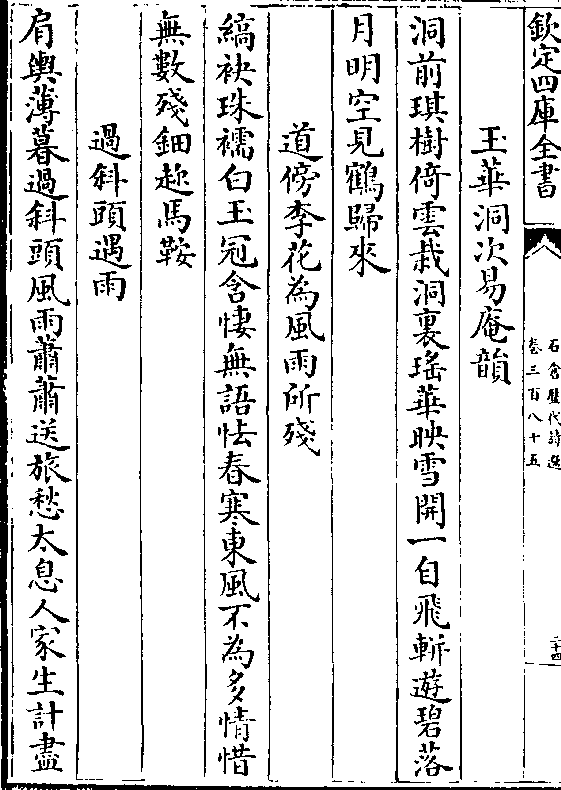 欽定四庫全書
石倉歷代詩選
卷三百八十五
二十四
玉華洞次易庵韻
洞前琪樹倚雲栽洞裏瑤華映雪開一自飛斬遊碧落
月明空見鶴歸來
道傍李花為風雨所殘
縞袂珠襦白玉冠含悽無語怯春寒東風不為多情惜
無數殘鈿趂馬鞍
過斜頭遇雨
肩輿薄暮過斜頭風雨蕭蕭送旅愁太息人家生計盡